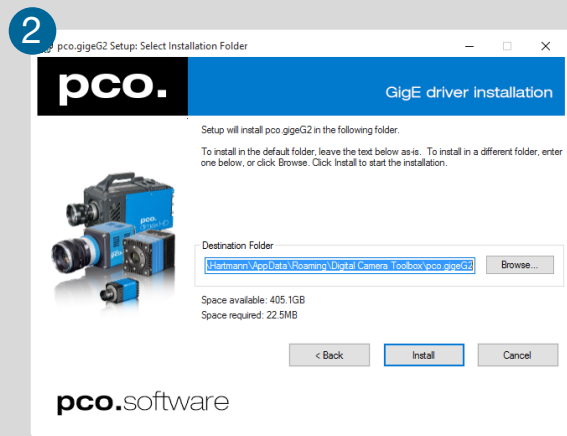 2
pco.gigeG2 Setup: Select Installation Folder
pco.
GigE driver installation
Setup will install pco.gigeG2 in the following folder.
To install in the default folder, leave the text below as-is. To install in a different folder, enter
one below, or click Browse. Click Install to start the installation.
pco.
Destination Folder
\Hartmann\AppData\Roaming\Digital Camera Toolbox\pco.gigeG2
Browse...
Space available: 405.1GB
Space required: 22.5MB
< Back
Install
Cancel
pco.software